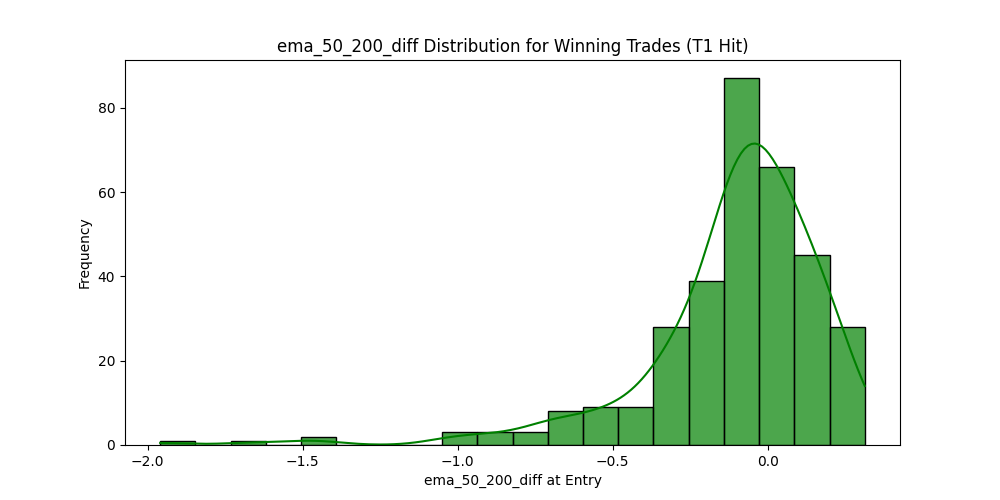 ema_50_200_diff Distribution for Winning Trades (T1 Hit)
Frequency
80
60
40
20
0
−2.0 −1.5 −1.0 −0.5 0.0
ema_50_200_diff at Entry